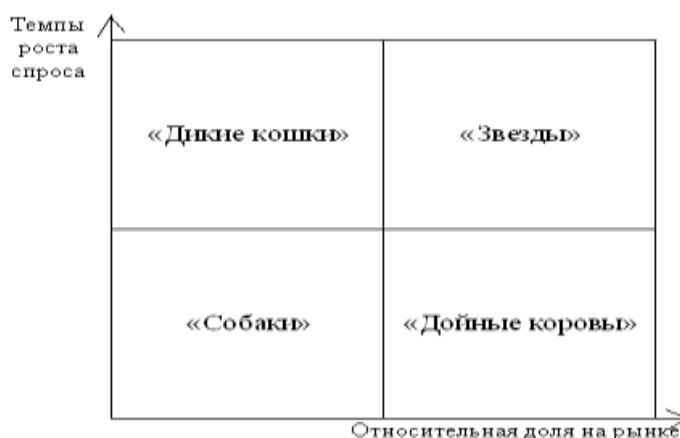 Темпы
роста
спроса
«Дикие кошки»
«Звезды»
«Собаки»
«Дойные коровы»
Относительная доля на рынке